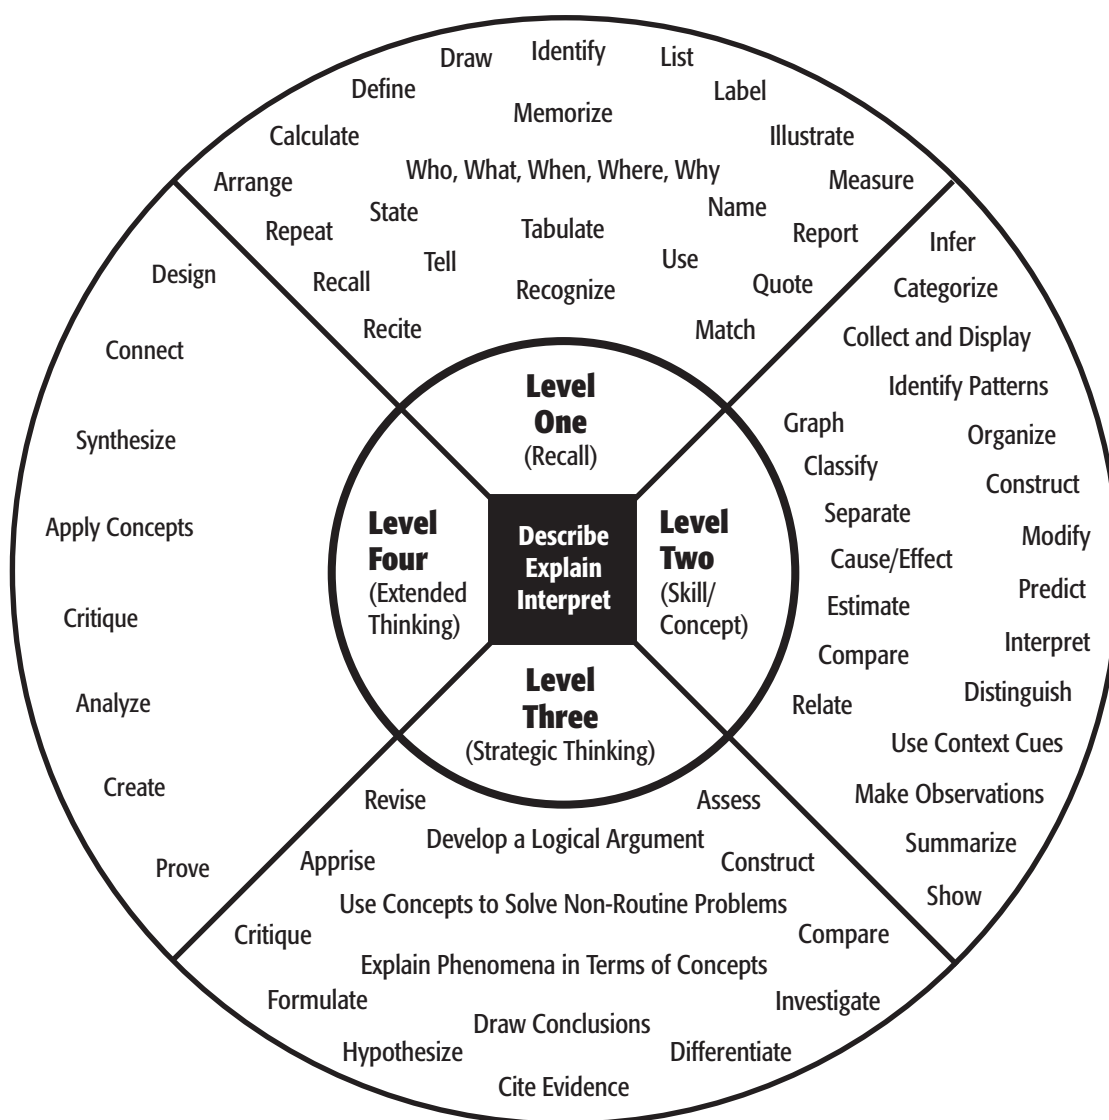 Draw
Identify
List
Define
Label
Memorize
Calculate
Illustrate
Who, What, When, Where, Why
Arrange
Measure
State
Name
Repeat
Tabulate
Report
Tell
Use
Recall
Recognize
Quote
Recite
Match
Level
One
(Recall)
Infer
Categorize
Collect and Display
Identify Patterns
Graph
Organize
Classify
Construct
Separate
Modify
Cause/Effect
Predict
Estimate
Interpret
Compare
Distinguish
Relate
Use Context Cues
Make Observations
Summarize
Show
Level
Two
(Skill/
Concept)
Describe
Explain
Interpret
Level
Three
(Strategic Thinking)
Revise
Assess
Develop a Logical Argument
Apprise
Construct
Use Concepts to Solve Non-Routine Problems
Critique
Compare
Explain Phenomena in Terms of Concepts
Formulate
Investigate
Draw Conclusions
Hypothesize
Differentiate
Cite Evidence
Level
Four
(Extended
Thinking)
Design
Connect
Synthesize
Apply Concepts
Critique
Analyze
Create
Prove